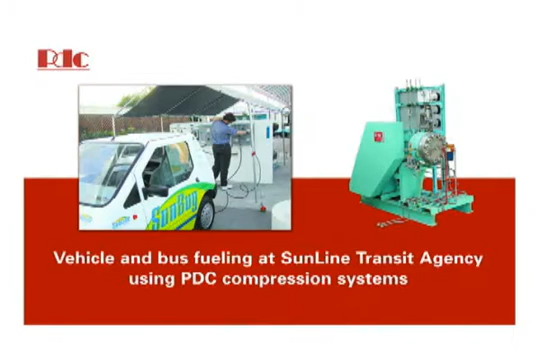 Pdc
SunBug
Vehicle and bus fueling at SunLine Transit Agency
using PDC compression systems